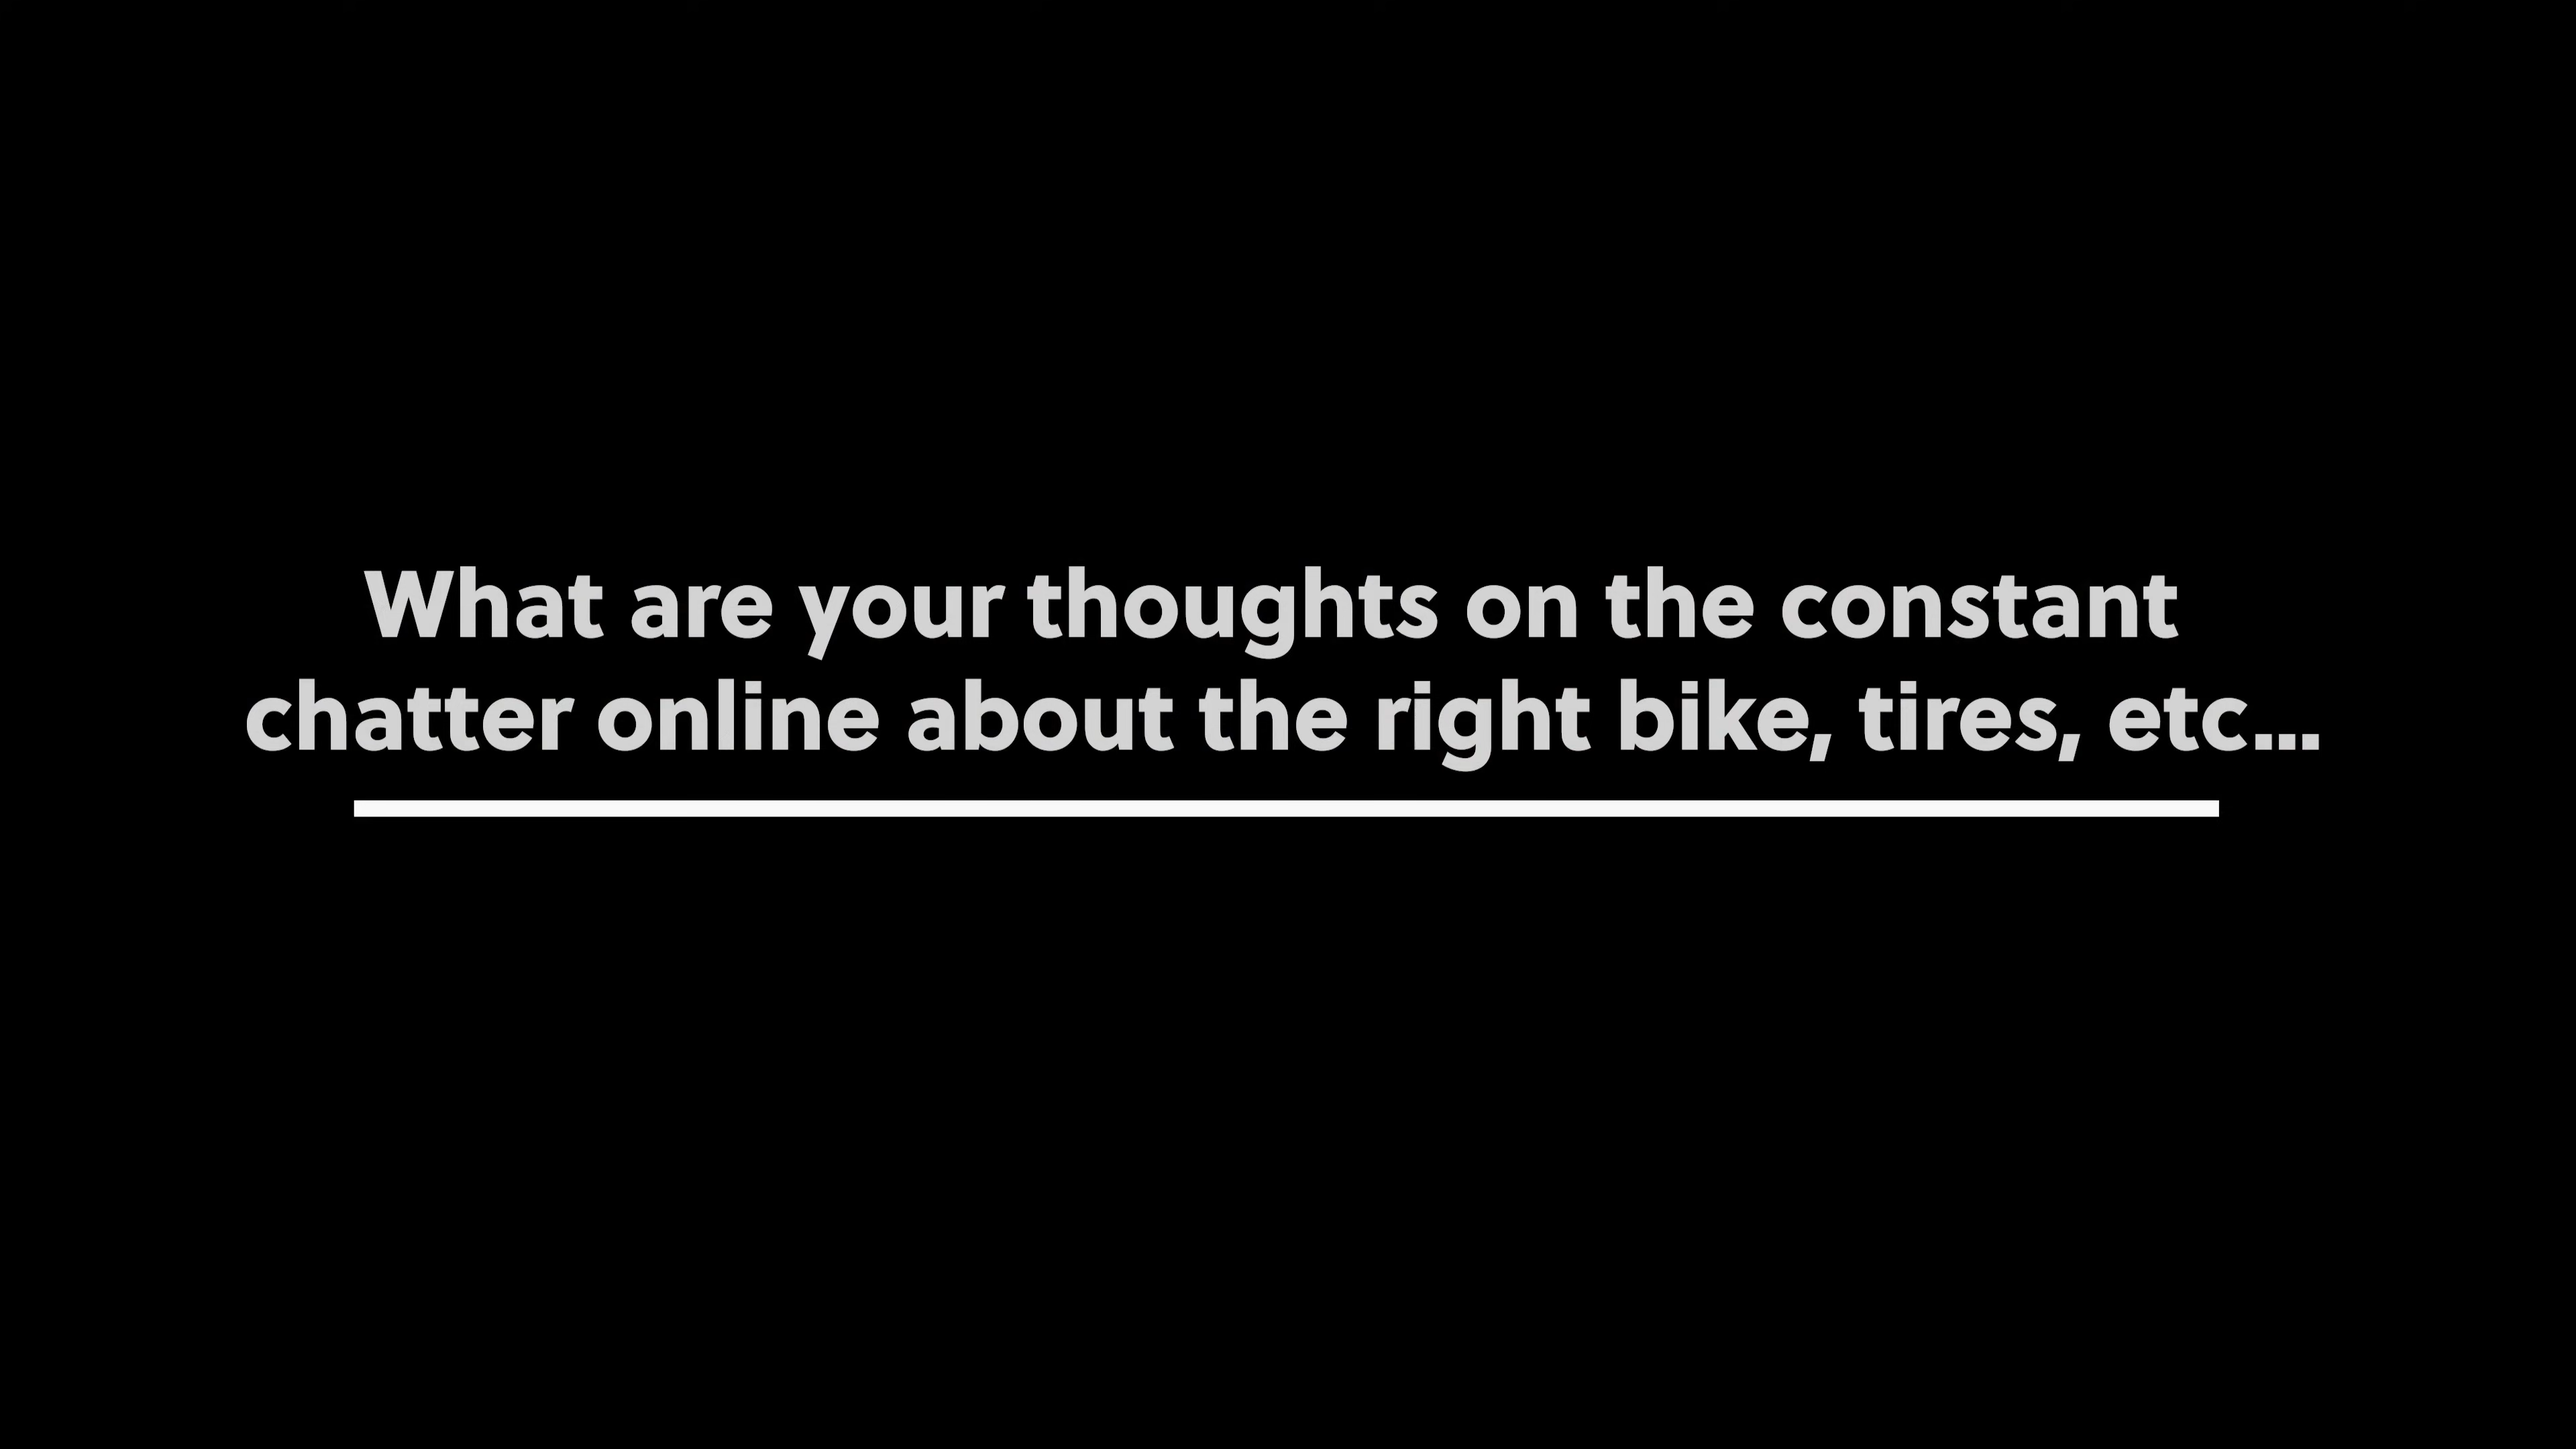 What are your thoughts on the constant
chatter online about the right bike, tires, etc...